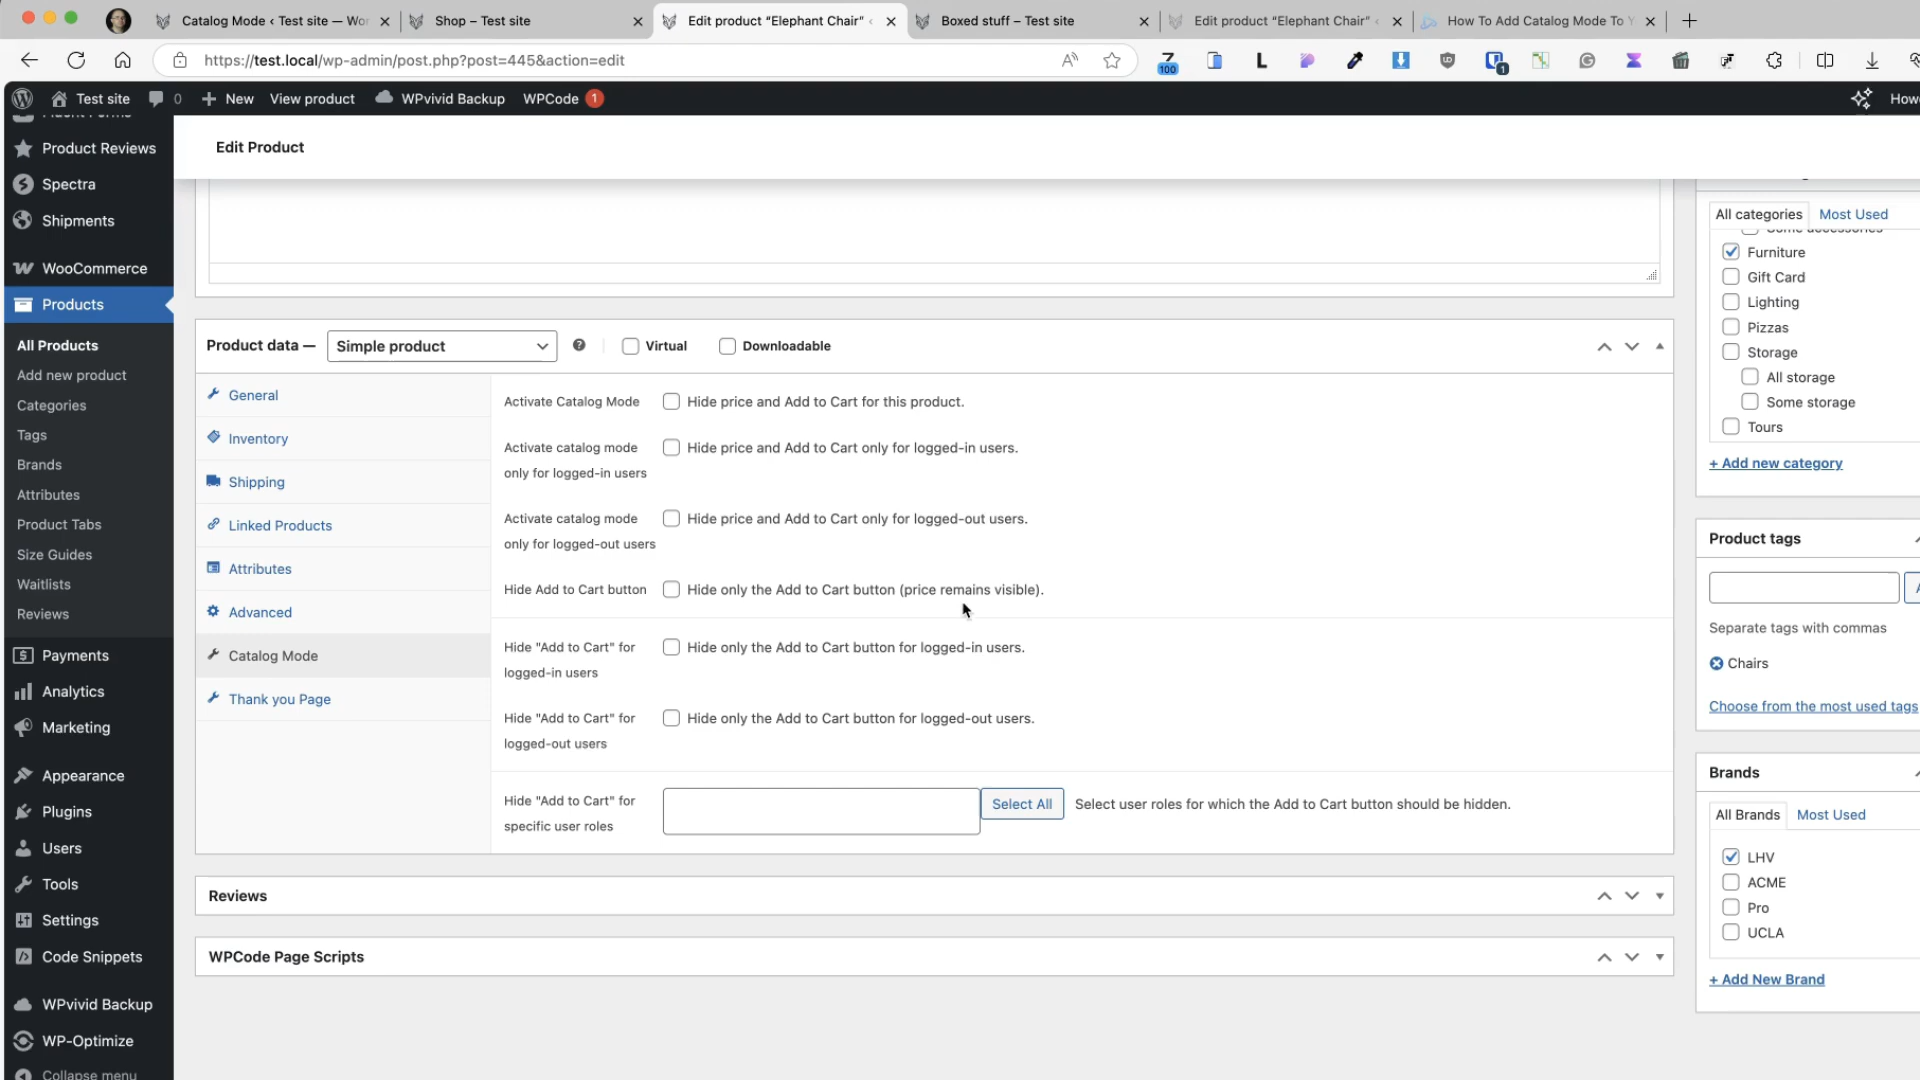 Catalog Mode ‹ Test site — Wor
Shop – Test site
Edit product “Elephant Chair” ‹
Boxed stuff – Test site
Edit product “Elephant Chair” ‹
How To Add Catalog Mode To Y
https://test.local/wp-admin/post.php?post=445&action=edit
100
1
Test site
0
New
View product
WPvivid Backup
WPCode 1
Howe
Edit Product
Product Reviews
Spectra
Shipments
WooCommerce
Products
All Products
Add new product
Categories
Tags
Brands
Attributes
Product Tabs
Size Guides
Waitlists
Reviews
Payments
Analytics
Marketing
Appearance
Plugins
Users
Tools
Settings
Code Snippets
WPvivid Backup
WP-Optimize
Collapse menu
Product data —
Simple product
Virtual
Downloadable
General
Inventory
Shipping
Linked Products
Attributes
Advanced
Catalog Mode
Thank you Page
Activate Catalog Mode
Hide price and Add to Cart for this product.
Activate catalog mode
only for logged-in users
Hide price and Add to Cart only for logged-in users.
Activate catalog mode
only for logged-out users
Hide price and Add to Cart only for logged-out users.
Hide Add to Cart button
Hide only the Add to Cart button (price remains visible).
Hide "Add to Cart" for
logged-in users
Hide only the Add to Cart button for logged-in users.
Hide "Add to Cart" for
logged-out users
Hide only the Add to Cart button for logged-out users.
Hide "Add to Cart" for
specific user roles
Select All
Select user roles for which the Add to Cart button should be hidden.
Reviews
WPCode Page Scripts
All categories
Most Used
Some accessories
Furniture
Gift Card
Lighting
Pizzas
Storage
All storage
Some storage
Tours
+ Add new category
Product tags
Separate tags with commas
Chairs
Choose from the most used tags
Brands
All Brands
Most Used
LHV
ACME
Pro
UCLA
+ Add New Brand